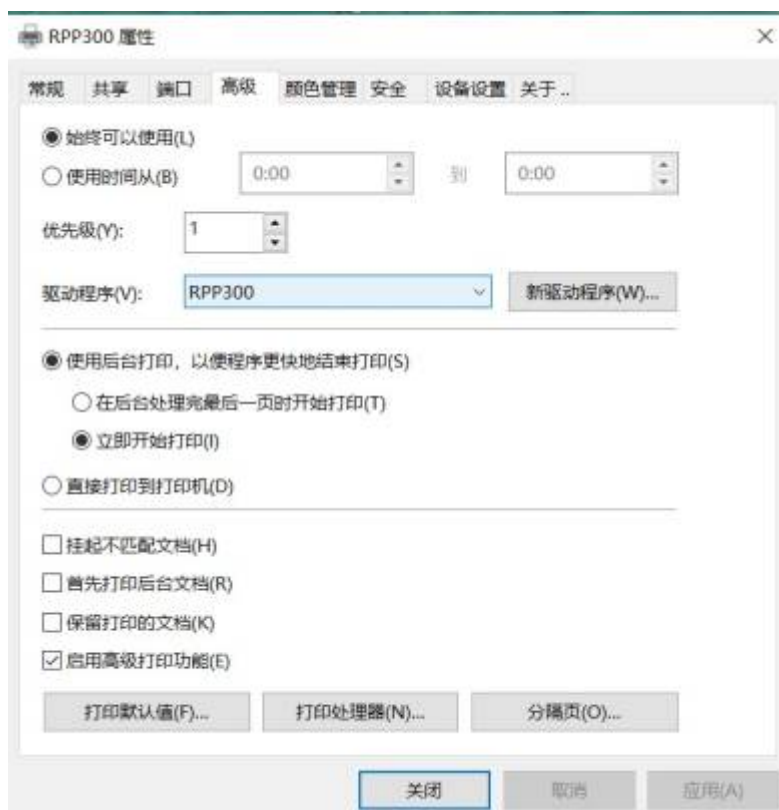 RPP300 属性
常规 共享 端口 高级 颜色管理 安全 设备设置 关于 ..
始终可以使用(L)
使用时间从(B) 0:00 到 0:00
优先级(Y): 1
驱动程序(V): RPP300 新驱动程序(W)...
使用后台打印，以便程序更快地结束打印(S)
在后台处理完最后一页时开始打印(T)
立即开始打印(I)
直接打印到打印机(D)
挂起不匹配文档(H)
首先打印后台文档(R)
保留打印的文档(K)
启用高级打印功能(E)
打印默认值(F)... 打印处理器(N)... 分隔页(O)...
关闭 取消 应用(A)